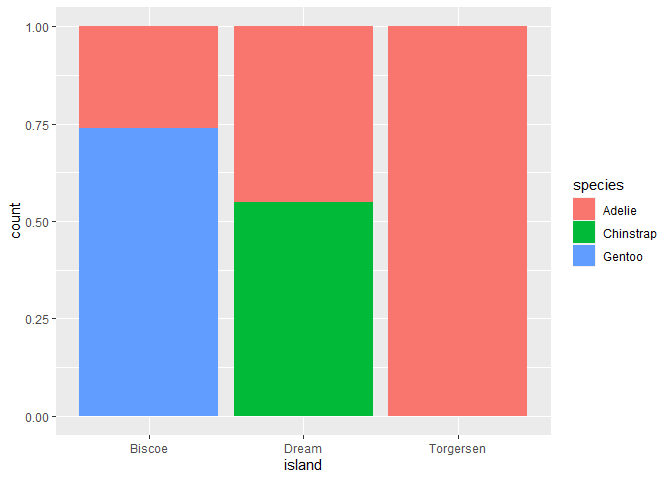 1.00
0.75
0.50
0.25
0.00
count
Biscoe
Dream
Torgersen
island
species
Adelie
Chinstrap
Gentoo